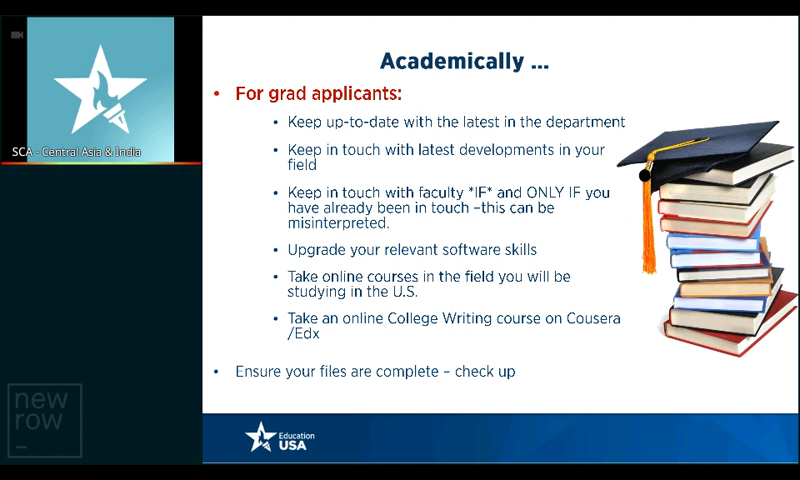 Academically ...
• For grad applicants:
• Keep up-to-date with the latest in the department
• Keep in touch with latest developments in your
field
• Keep in touch with faculty *IF* and ONLY IF you
have already been in touch –this can be
misinterpreted.
• Upgrade your relevant software skills
• Take online courses in the field you will be
studying in the U.S.
• Take an online College Writing course on Cousera
/Edx
• Ensure your files are complete – check up
SCA - Central Asia & India
new
row
Education
USA